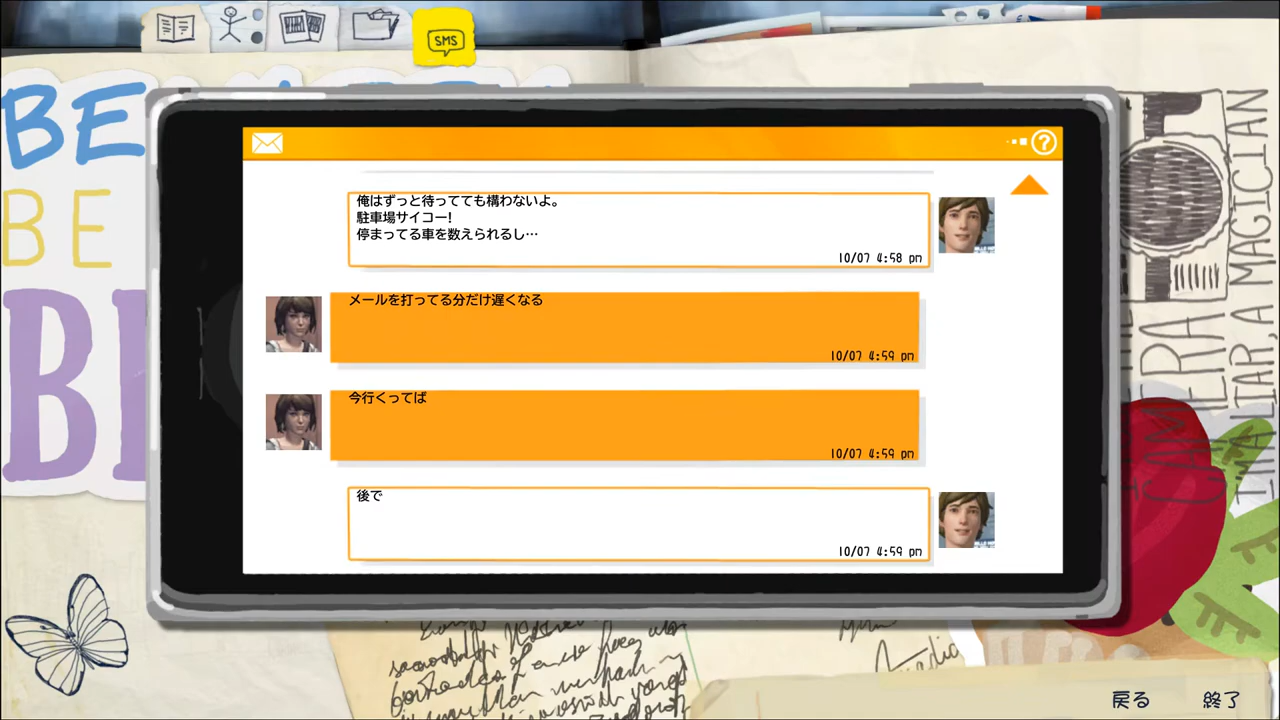 SMS
BE
BE
俺はずっと待ってても構わないよ。
駐車場サイコー!
停まってる車を数えられるし…
10/07 4:58 pm
メールを打ってる分だけ遅くなる
10/07 4:59 pm
今行くってば
10/07 4:59 pm
後で
10/07 4:59 pm
?
CAMERA
LIAR, A MAGICIAN
戻る
終了